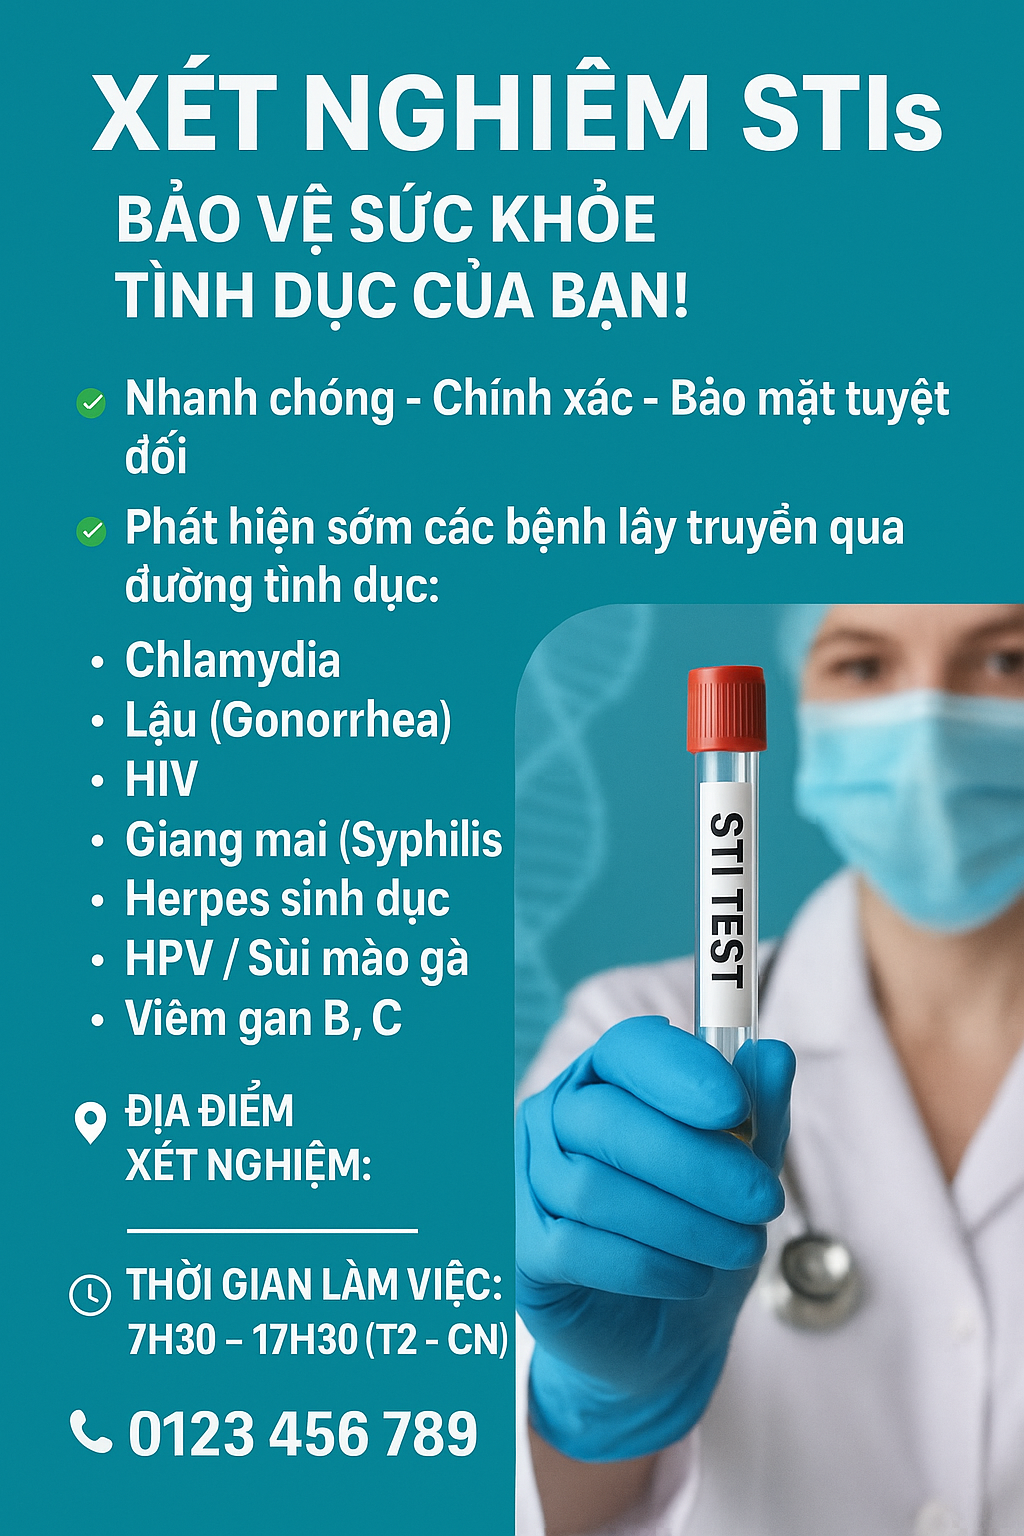 XÉT NGHIÊM STIs
BẢO VỆ SỨC KHỎE
TÌNH DỤC CỦA BẠN!
Nhanh chóng - Chính xác - Bảo mặt tuyệt
đối
Phát hiện sớm các bệnh lây truyển qua
đường tình dục:
• Chlamydia
• Lậu (Gonorrhea)
• HIV
• Giang mai (Syphilis
• Herpes sinh dục
• HPV / Sùi mào gà
• Viêm gan B, C
ĐỊA ĐIỂM
XÉT NGHIỆM:
THỜI GIAN LÀM VIỆC:
7H30 – 17H30 (T2 - CN)
0123 456 789
STI TEST